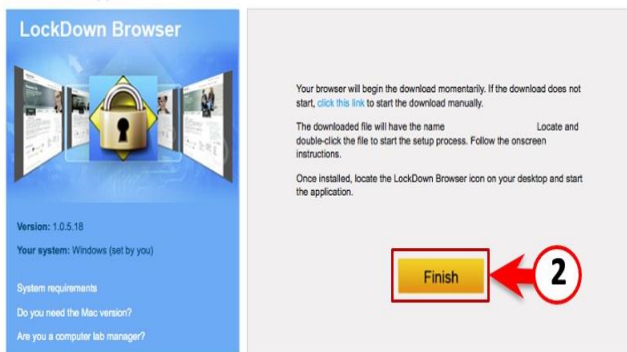 LockDown Browser
Version: 1.0.5.18
Your system: Windows (set by you)
System requirements
Do you need the Mac version?
Are you a computer lab manager?
Your browser will begin the download momentarily. If the download does not
start, click this link to start the download manually.
The downloaded file will have the name Locate and
double-click the file to start the setup process. Follow the onscreen
instructions.
Once installed, locate the LockDown Browser icon on your desktop and start
the application.
Finish
2